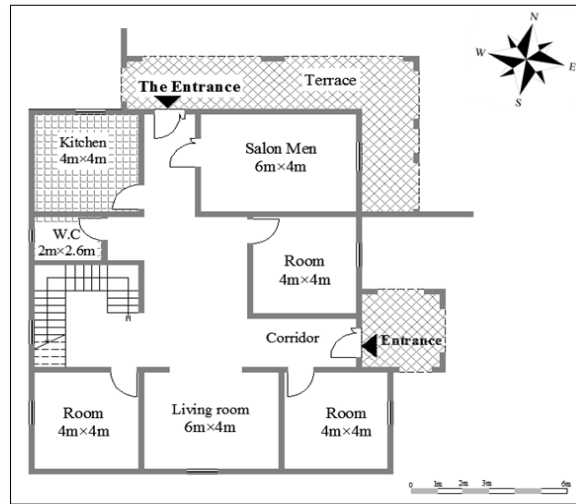 N
W
E
S
Terrace
The Entrance
Kitchen
4m×4m
Salon Men
6m×4m
W.C
2m×2.6m
Room
4m×4m
Corridor
Entrance
Room
4m×4m
Living room
6m×4m
Room
4m×4m
0 1m 2m 3m 6m